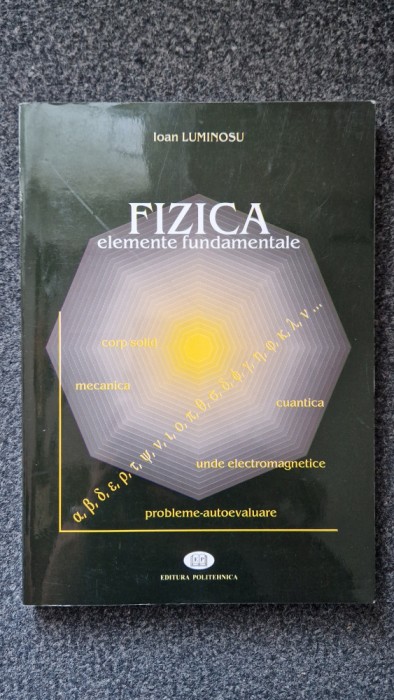 Ioan LUMINOSU
FIZICA
elemente fundamentale
corp solid
mecanica
cuantica
unde electromagnetice
probleme-autoevaluare
EDITURA POLITEHNICA